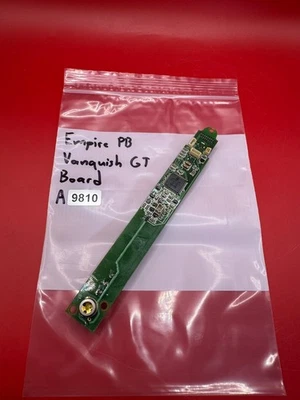 Empire PB
Vanquish GT
Board
A 9810